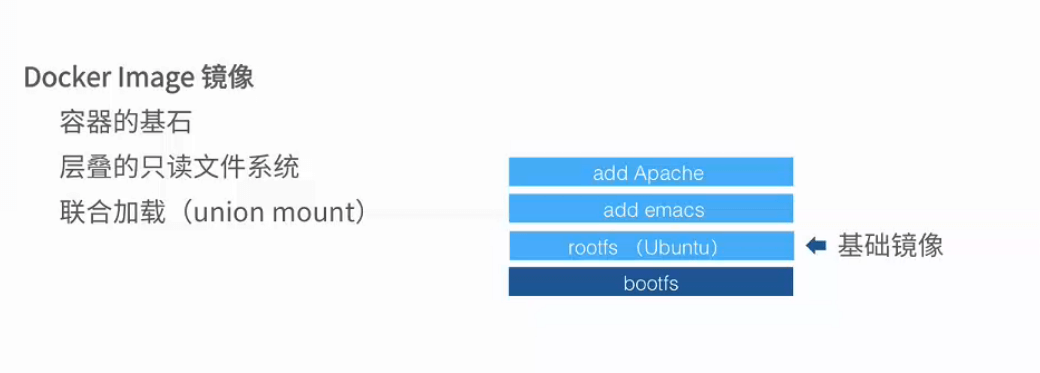 Docker Image 镜像
容器的基石
层叠的只读文件系统
联合加载（union mount）
add Apache
add emacs
rootfs （Ubuntu）
基础镜像
bootfs